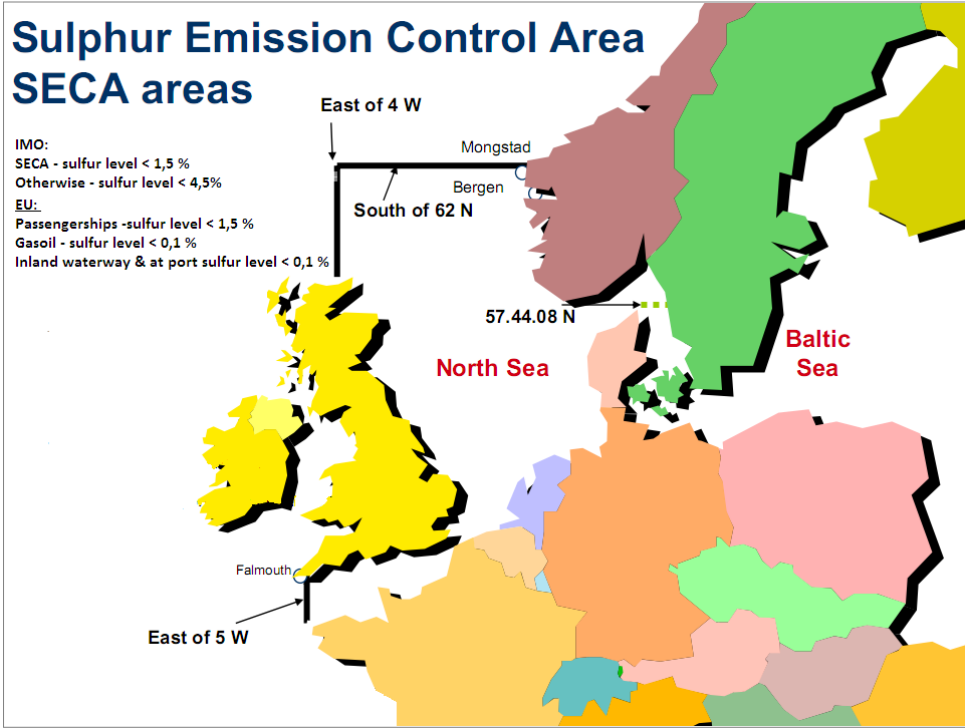 Sulphur Emission Control Area
SECA areas
East of 4 W
IMO:
SECA - sulfur level < 1,5 %
Otherwise - sulfur level < 4,5%
EU:
Passengerships -sulfur level < 1,5 %
Gasoil - sulfur level < 0,1 %
Inland waterway & at port sulfur level < 0,1 %
Mongstad
Bergen
South of 62 N
57.44.08 N
North Sea
Baltic
Sea
Falmouth
East of 5 W